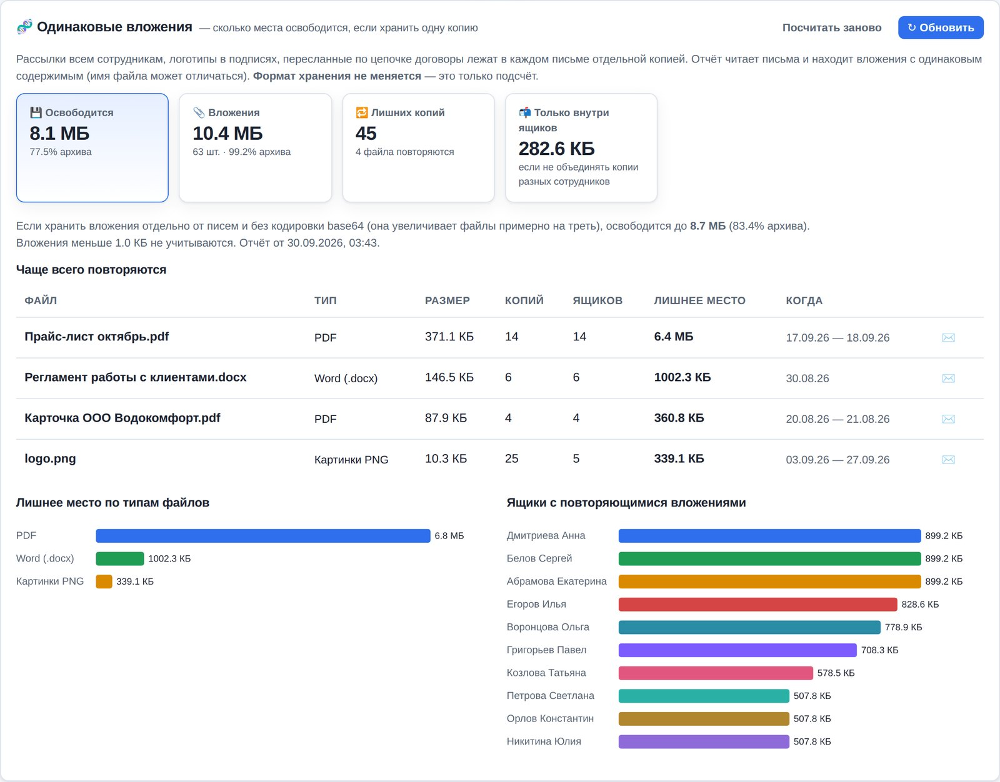 🧬 Одинаковые вложения — сколько места освободится, если хранить одну копию
Посчитать заново
↻ Обновить
Рассылки всем сотрудникам, логотипы в подписях, пересланные по цепочке договоры лежат в каждом письме отдельной копией. Отчёт читает письма и находит вложения с одинаковым
содержимым (имя файла может отличаться). Формат хранения не меняется — это только подсчёт.
💾 Освободится
8.1 МБ
77.5% архива
📎 Вложения
10.4 МБ
63 шт. · 99.2% архива
🔁 Лишних копий
45
4 файла повторяются
📬 Только внутри
ящиков
282.6 КБ
если не объединять копии
разных сотрудников
Если хранить вложения отдельно от писем и без кодировки base64 (она увеличивает файлы примерно на треть), освободится до 8.7 МБ (83.4% архива).
Вложения меньше 1.0 КБ не учитываются. Отчёт от 30.09.2026, 03:43.
Чаще всего повторяются
ФАЙЛ ТИП РАЗМЕР КОПИЙ ЯЩИКОВ ЛИШНЕЕ МЕСТО КОГДА
Прайс-лист октябрь.pdf PDF 371.1 КБ 14 14 6.4 МБ 17.09.26 — 18.09.26
Регламент работы с клиентами.docx Word (.docx) 146.5 КБ 6 6 1002.3 КБ 30.08.26
Карточка ООО Водокомфорт.pdf PDF 87.9 КБ 4 4 360.8 КБ 20.08.26 — 21.08.26
logo.png Картинки PNG 10.3 КБ 25 5 339.1 КБ 03.09.26 — 27.09.26
Лишнее место по типам файлов
PDF 6.8 МБ
Word (.docx) 1002.3 КБ
Картинки PNG 339.1 КБ
Ящики с повторяющимися вложениями
Дмитриева Анна 899.2 КБ
Белов Сергей 899.2 КБ
Абрамова Екатерина 899.2 КБ
Егоров Илья 828.6 КБ
Воронцова Ольга 778.9 КБ
Григорьев Павел 708.3 КБ
Козлова Татьяна 578.5 КБ
Петрова Светлана 507.8 КБ
Орлов Константин 507.8 КБ
Никитина Юлия 507.8 КБ